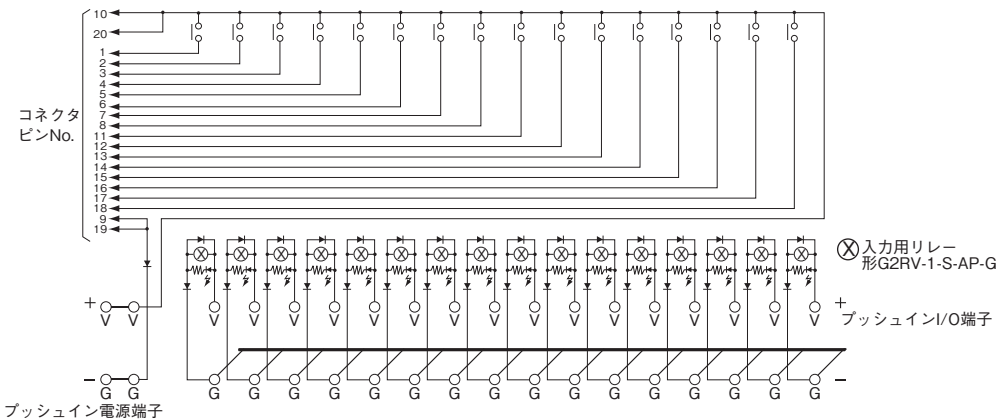 10
20
1
2
3
4
5
6
7
8
11
12
13
14
15
16
17
18
9
19
コネクタ
ピンNo.
入力用リレー
形G2RV-1-S-AP-G
+
V V
V V V V V V V V V V V V V V V V
+
プッシュインI/O端子
−
G G
G G G G G G G G G G G G G G G G
−
プッシュイン電源端子